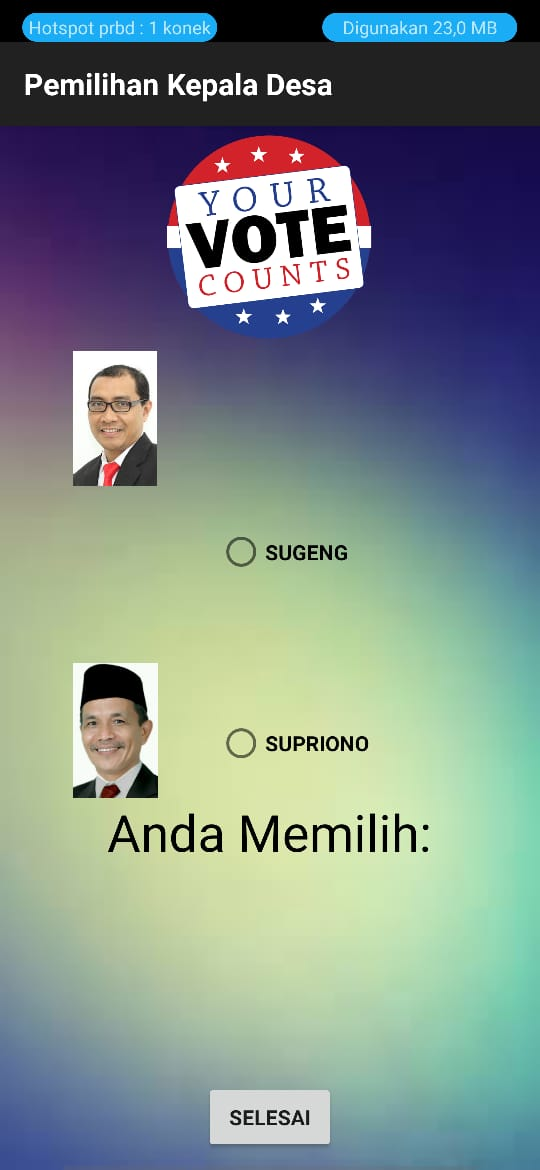 Hotspot prbd : 1 konek
Digunakan 23,0 MB
Pemilihan Kepala Desa
YOUR
VOTE
COUNTS
SUGENG
SUPRIONO
Anda Memilih:
SELESAI